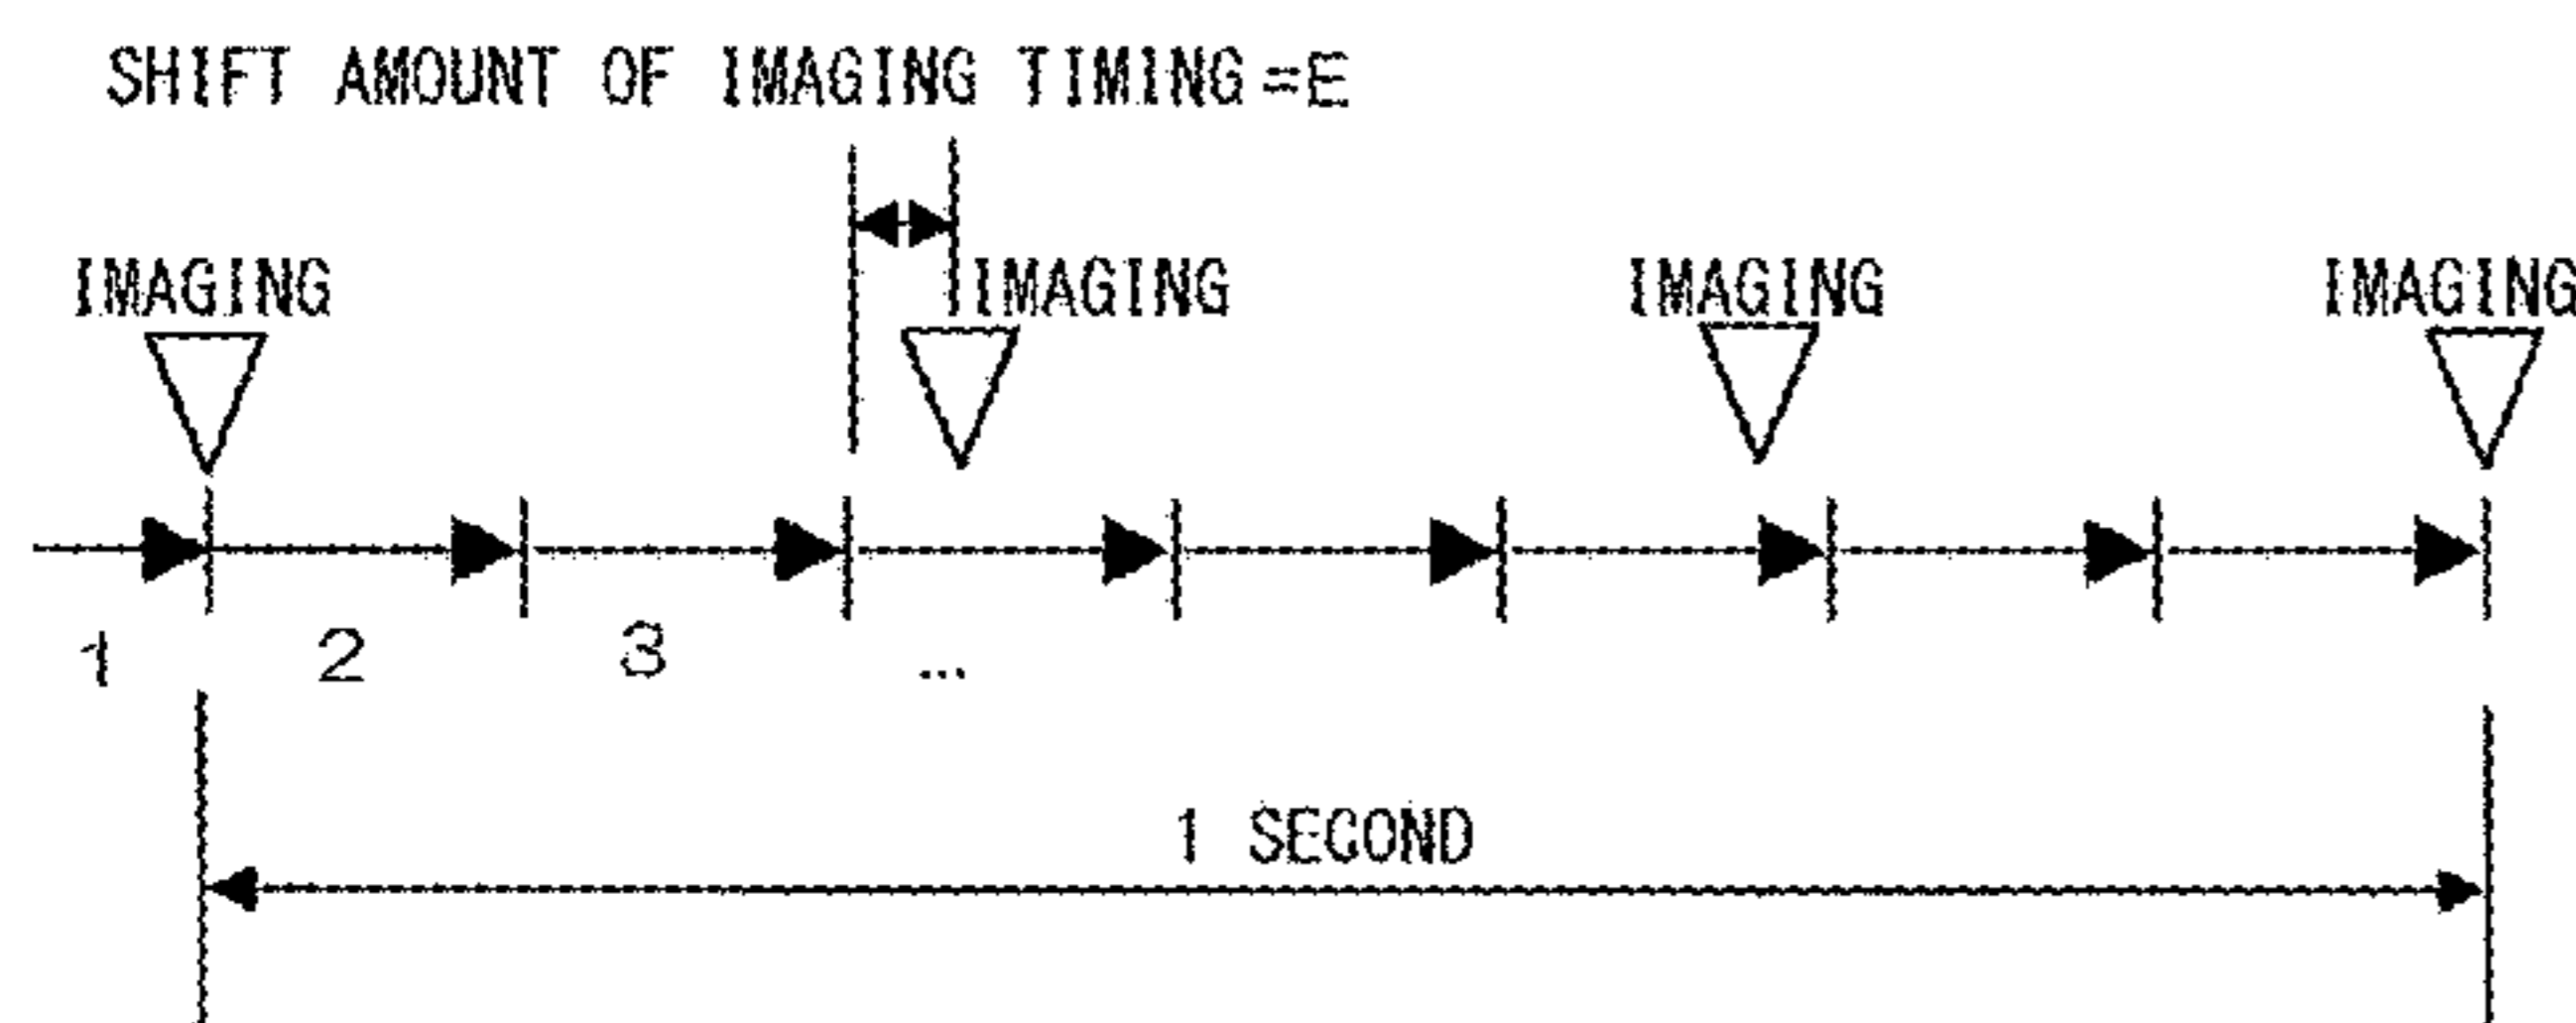 SHIFT AMOUNT OF IMAGING TIMING=E
IMAGING IMAGING IMAGING IMAGING
1 2 3 ...
1 SECOND